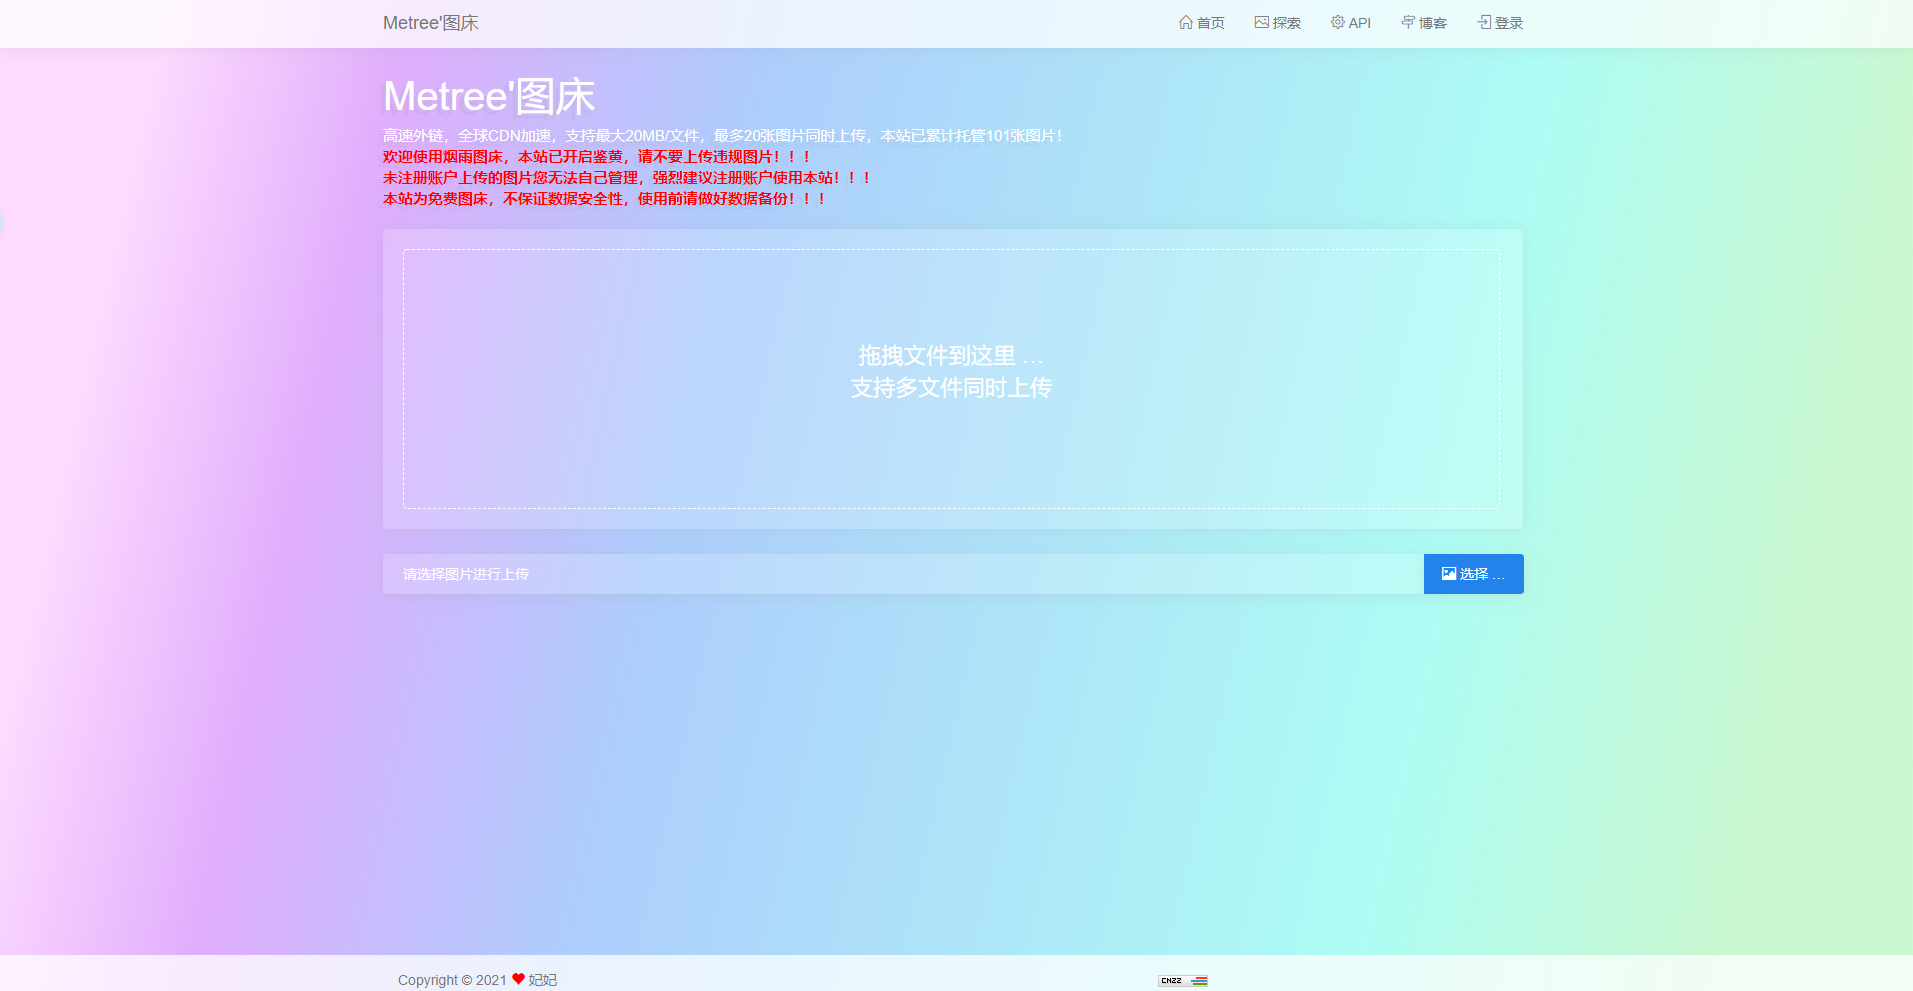 Metree'图床
首页 探索 API 博客 登录
Metree'图床
高速外链，全球CDN加速，支持最大20MB/文件，最多20张图片同时上传，本站已累计托管101张图片！
欢迎使用烟雨图床，本站已开启鉴黄，请不要上传违规图片！！！
未注册账户上传的图片您无法自己管理，强烈建议注册账户使用本站！！！
本站为免费图床，不保证数据安全性，使用前请做好数据备份！！！
拖拽文件到这里 …
支持多文件同时上传
请选择图片进行上传
选择 ...
Copyright © 2021 ♥ 妃妃
CNZZ